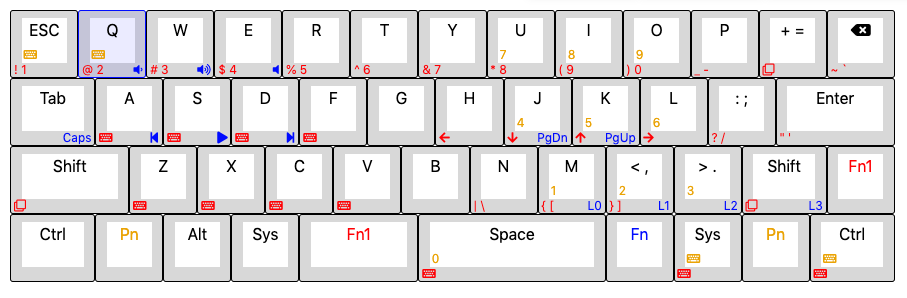 ESC Q W E R T Y U I O P + =
7 8 9
! 1 @ 2 # 3 $ 4 % 5 ^ 6 & 7 * 8 ( 9 ) 0 _ - ~ `
Tab A S D F G H J K L : ; Enter
4 5 6
Caps PgDn PgUp ? / " '
Shift Z X C V B N M < , > . Shift Fn1
1 2 3
| \ { [ L0 } ] L1 L2 L3
Ctrl Pn Alt Sys Fn1 Space Fn Sys Pn Ctrl
0